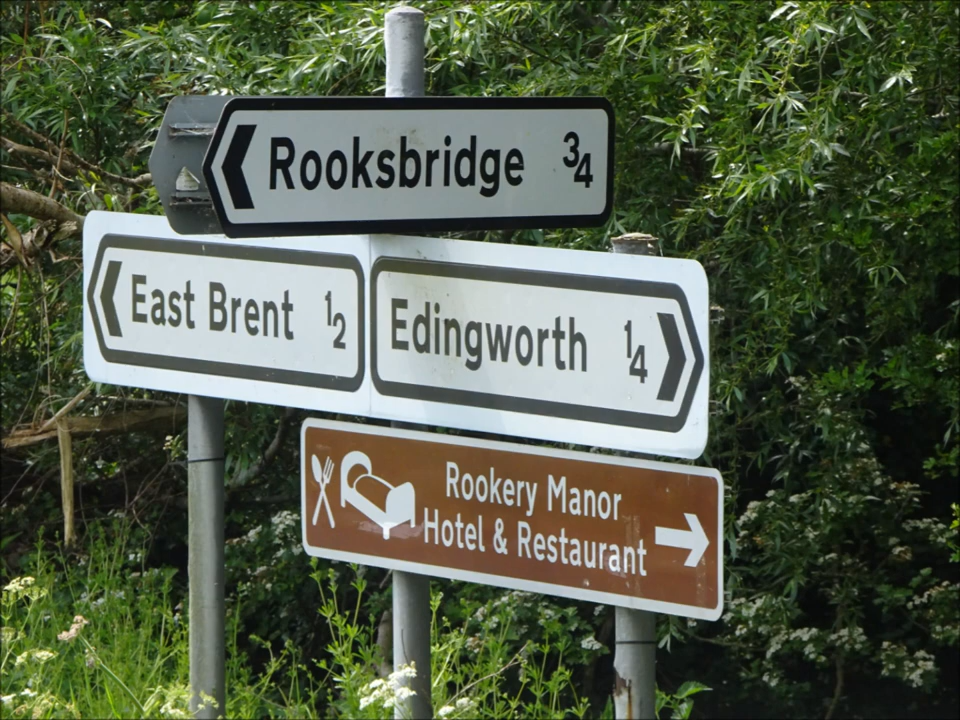 Rooksbridge 3/4
East Brent 1/2
Edingworth 1/4
Rookery Manor
Hotel & Restaurant